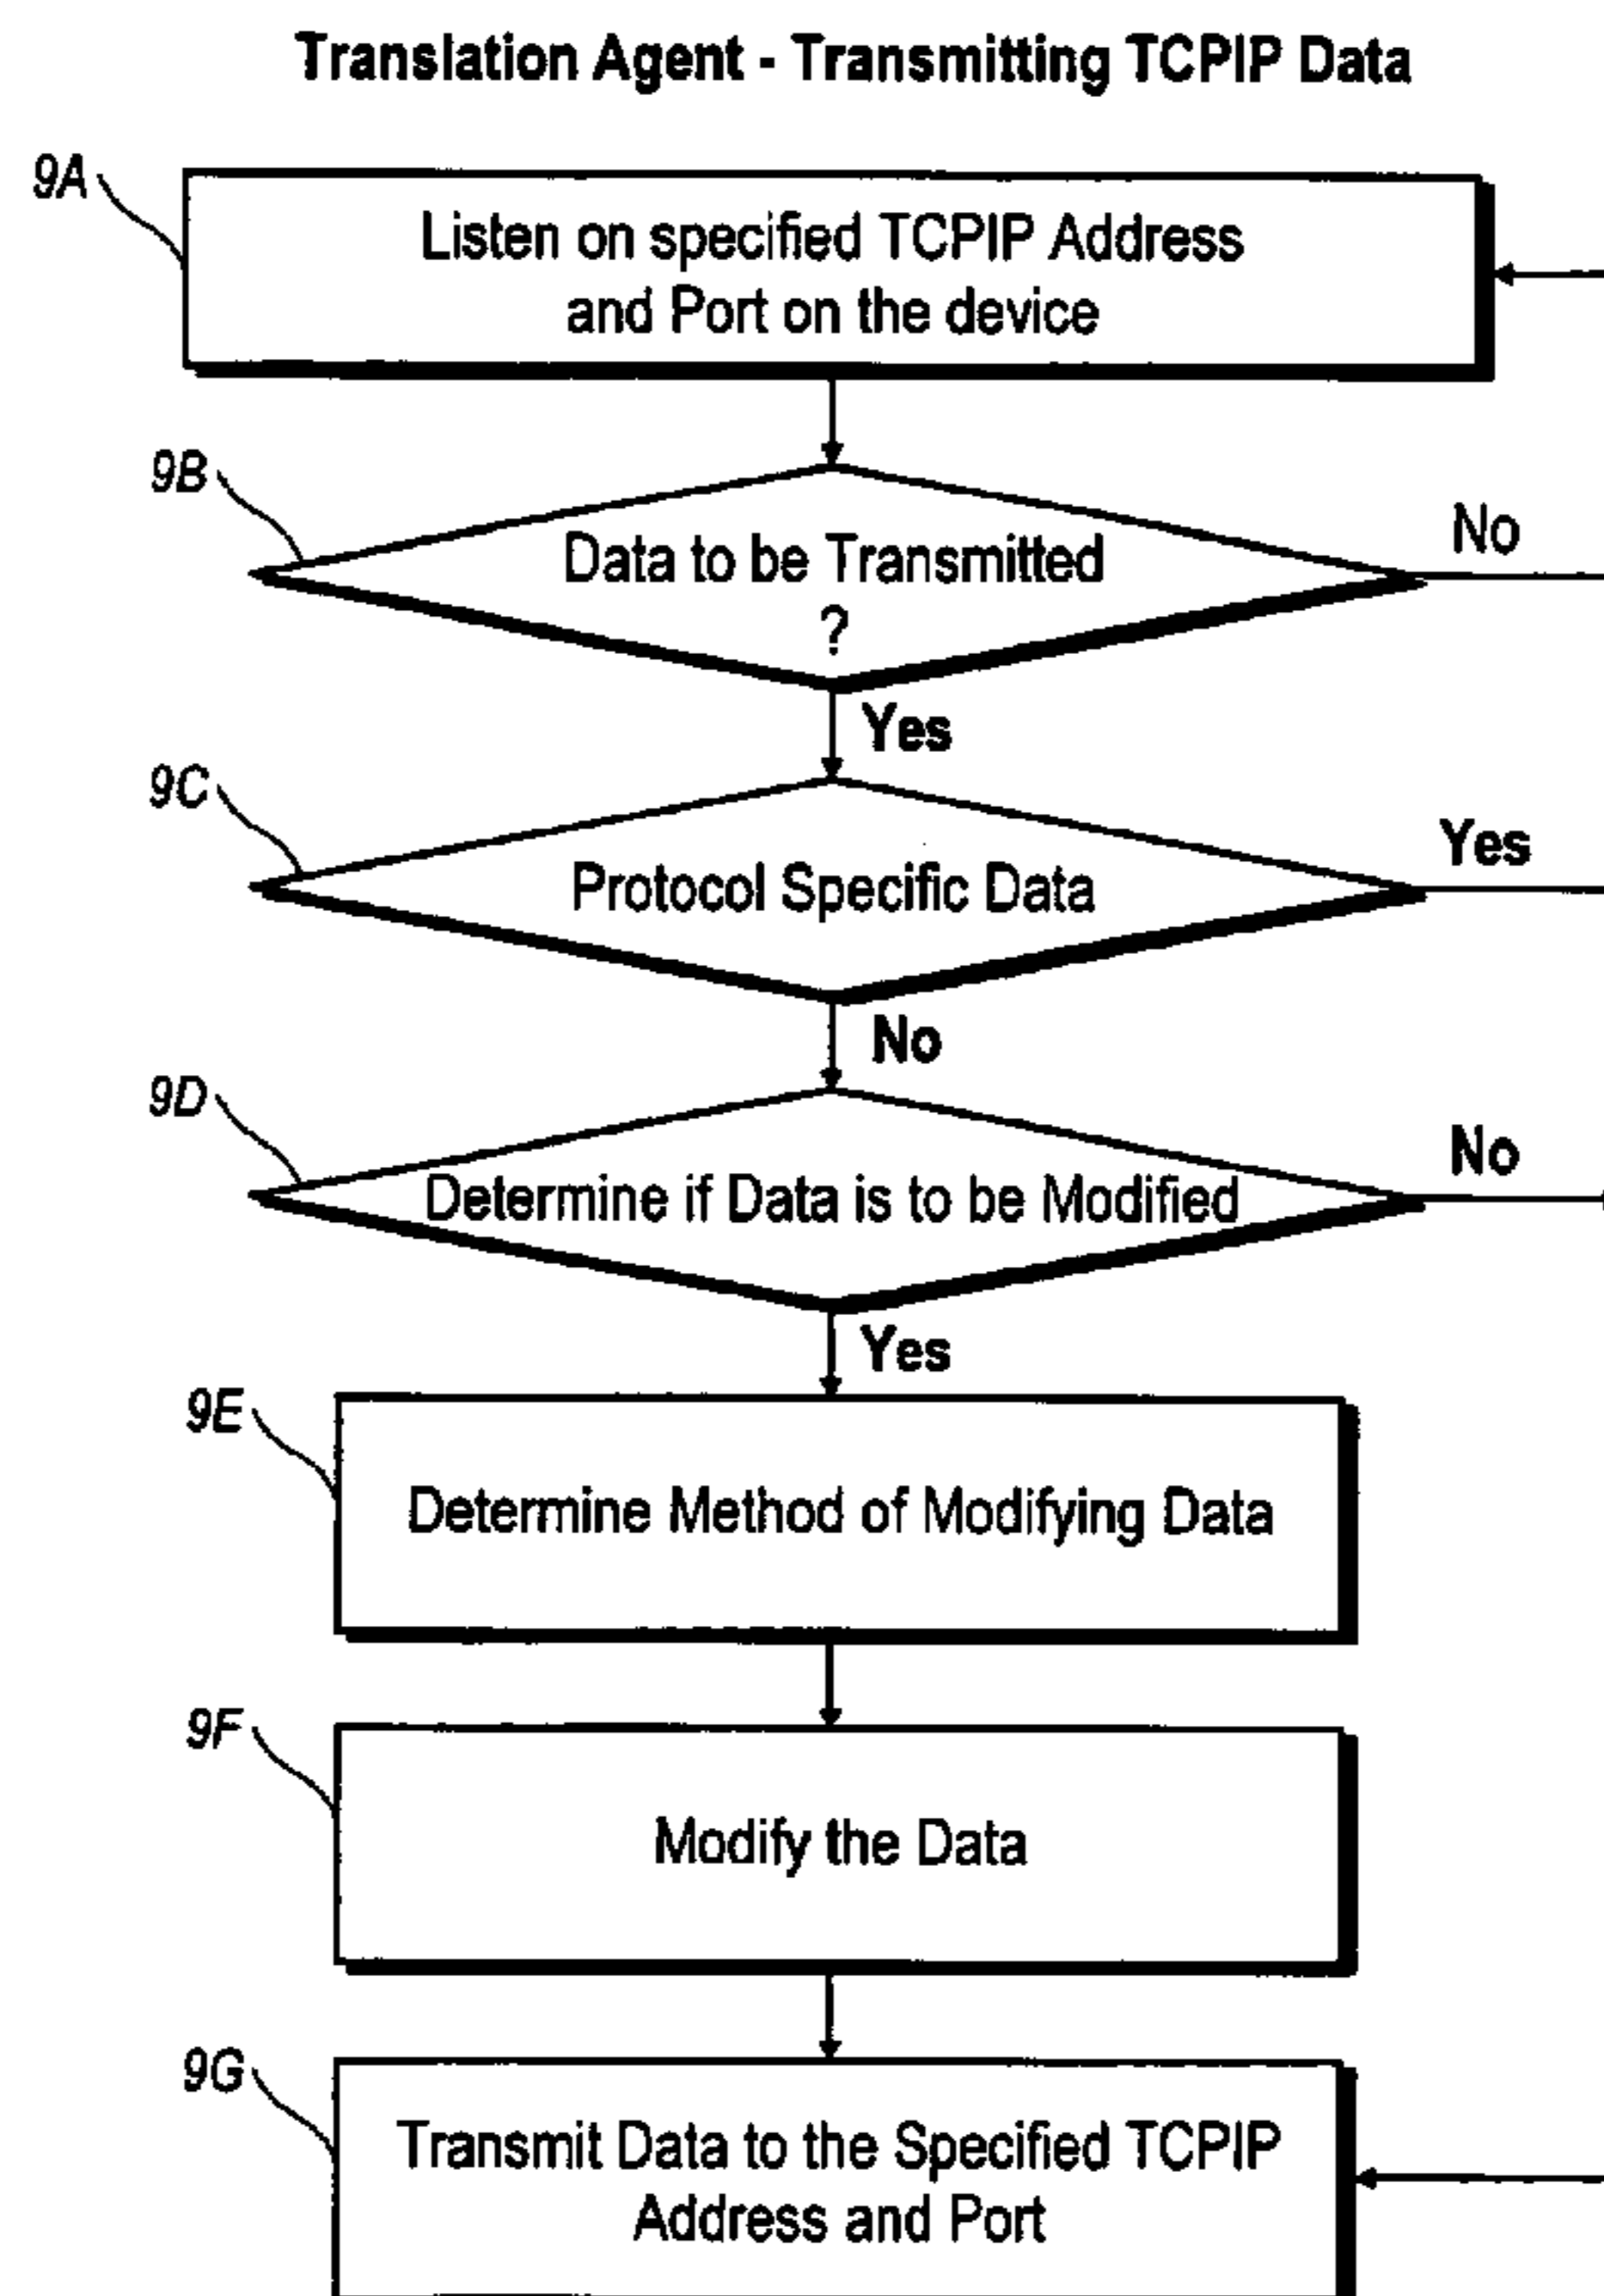 Translation Agent - Transmitting TCPIP Data
9A
Listen on specified TCPIP Address
and Port on the device
9B
Data to be Transmitted
?
No
Yes
9C
Protocol Specific Data
Yes
No
9D
Determine if Data is to be Modified
No
Yes
9E
Determine Method of Modifying Data
9F
Modify the Data
9G
Transmit Data to the Specified TCPIP
Address and Port